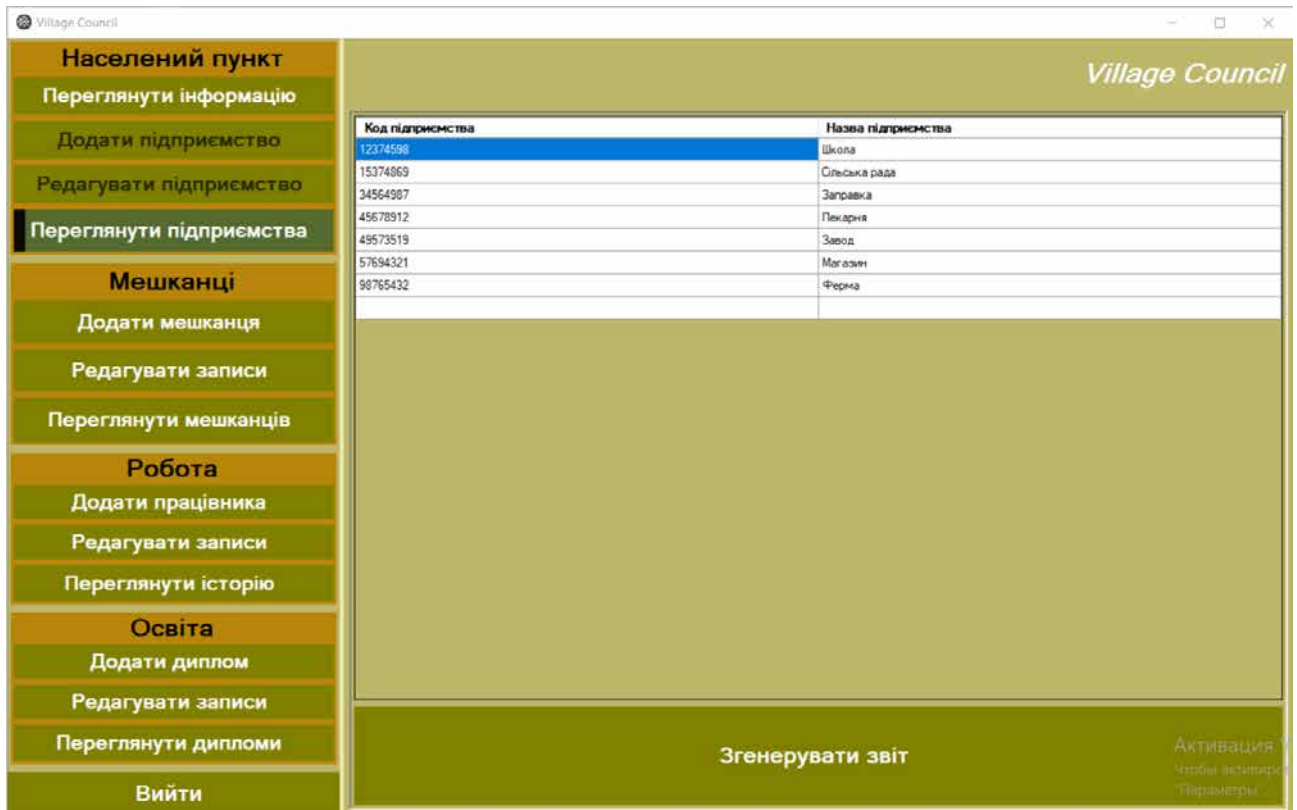 Village Council
Населений пункт
Переглянути інформацію
Додати підприємство
Редагувати підприємство
Переглянути підприємства
Мешканці
Додати мешканця
Редагувати записи
Переглянути мешканців
Робота
Додати працівника
Редагувати записи
Переглянути історію
Освіта
Додати диплом
Редагувати записи
Переглянути дипломи
Вийти
Village Council
Код підприємства Назва підприємства
12374598 Школа
15374869 Сільська рада
34564987 Заправка
45678912 Пекарня
49573519 Завод
57694321 Магазин
98765432 Ферма
Згенерувати звіт
Активация
Чтобы
"Параметры".